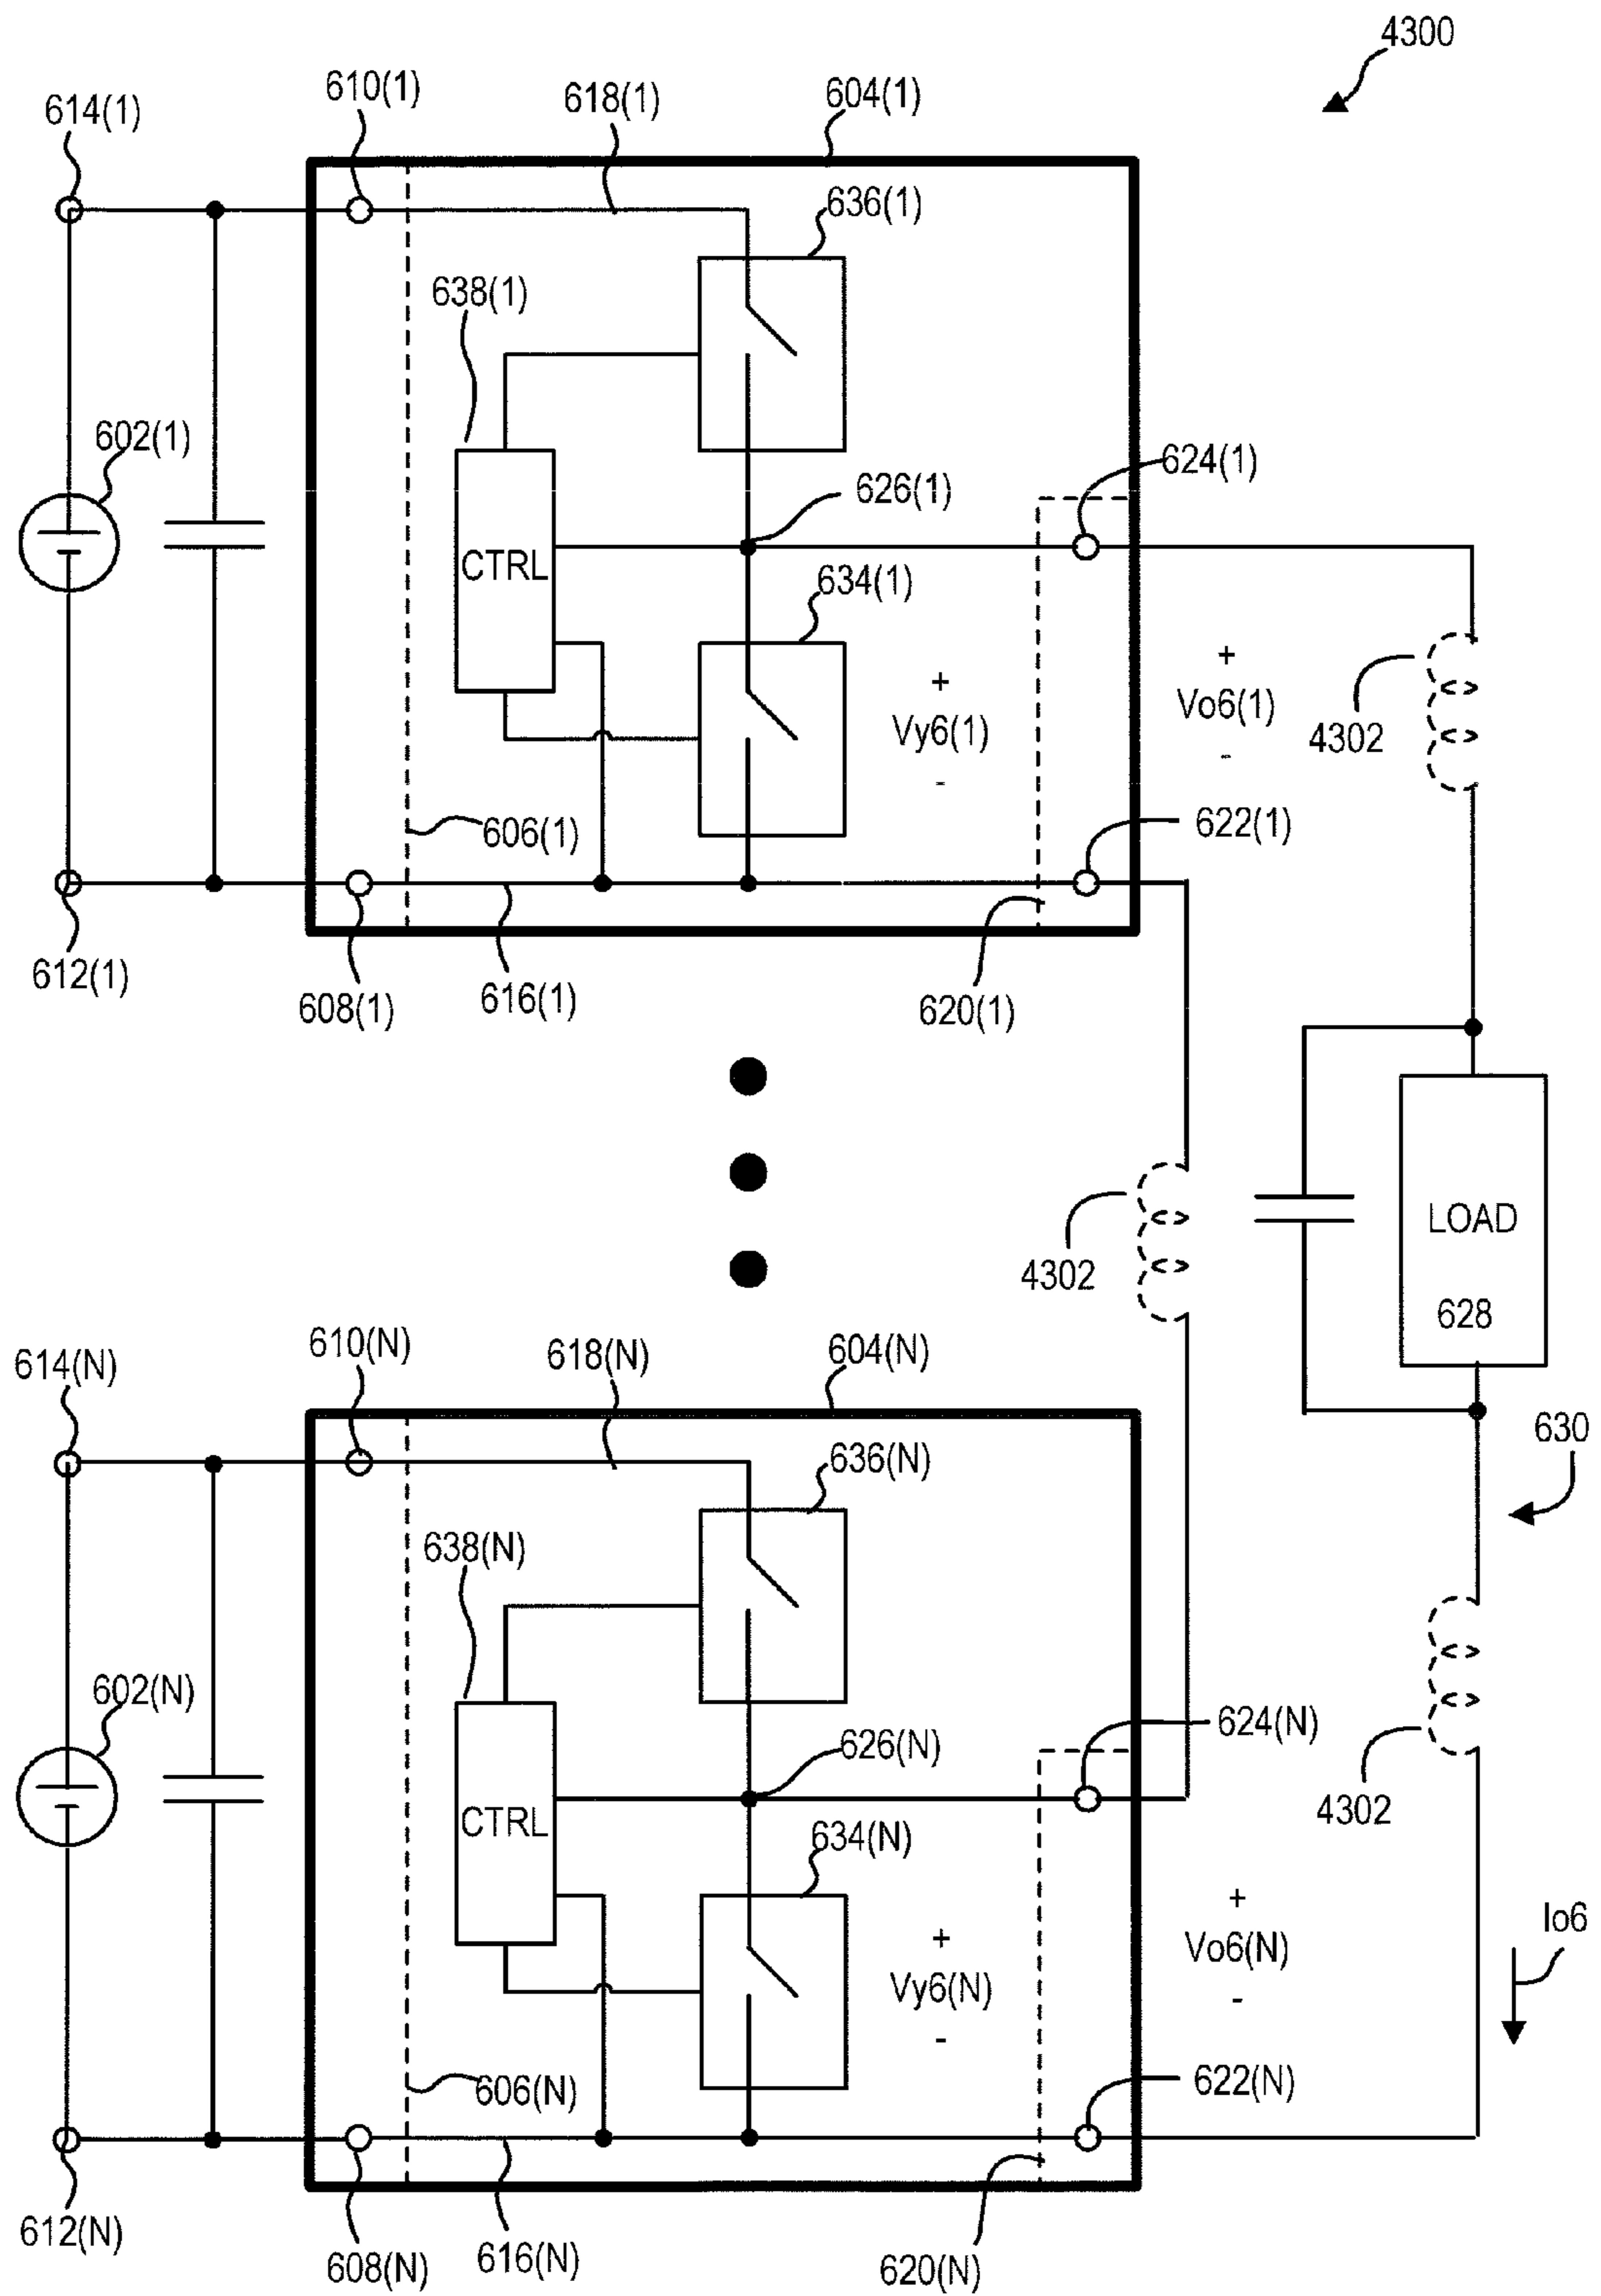 4300
610(1)
618(1)
604(1)
614(1)
636(1)
638(1)
602(1)
624(1)
626(1)
CTRL
634(1)
+
Vo6(1)
-
+
Vy6(1)
-
4302
606(1)
622(1)
612(1)
608(1)
616(1)
620(1)
4302
LOAD
628
610(N)
618(N)
604(N)
614(N)
630
636(N)
638(N)
602(N)
624(N)
626(N)
4302
CTRL
634(N)
+
Vo6(N)
-
Io6
+
Vy6(N)
-
606(N)
622(N)
612(N)
608(N)
616(N)
620(N)